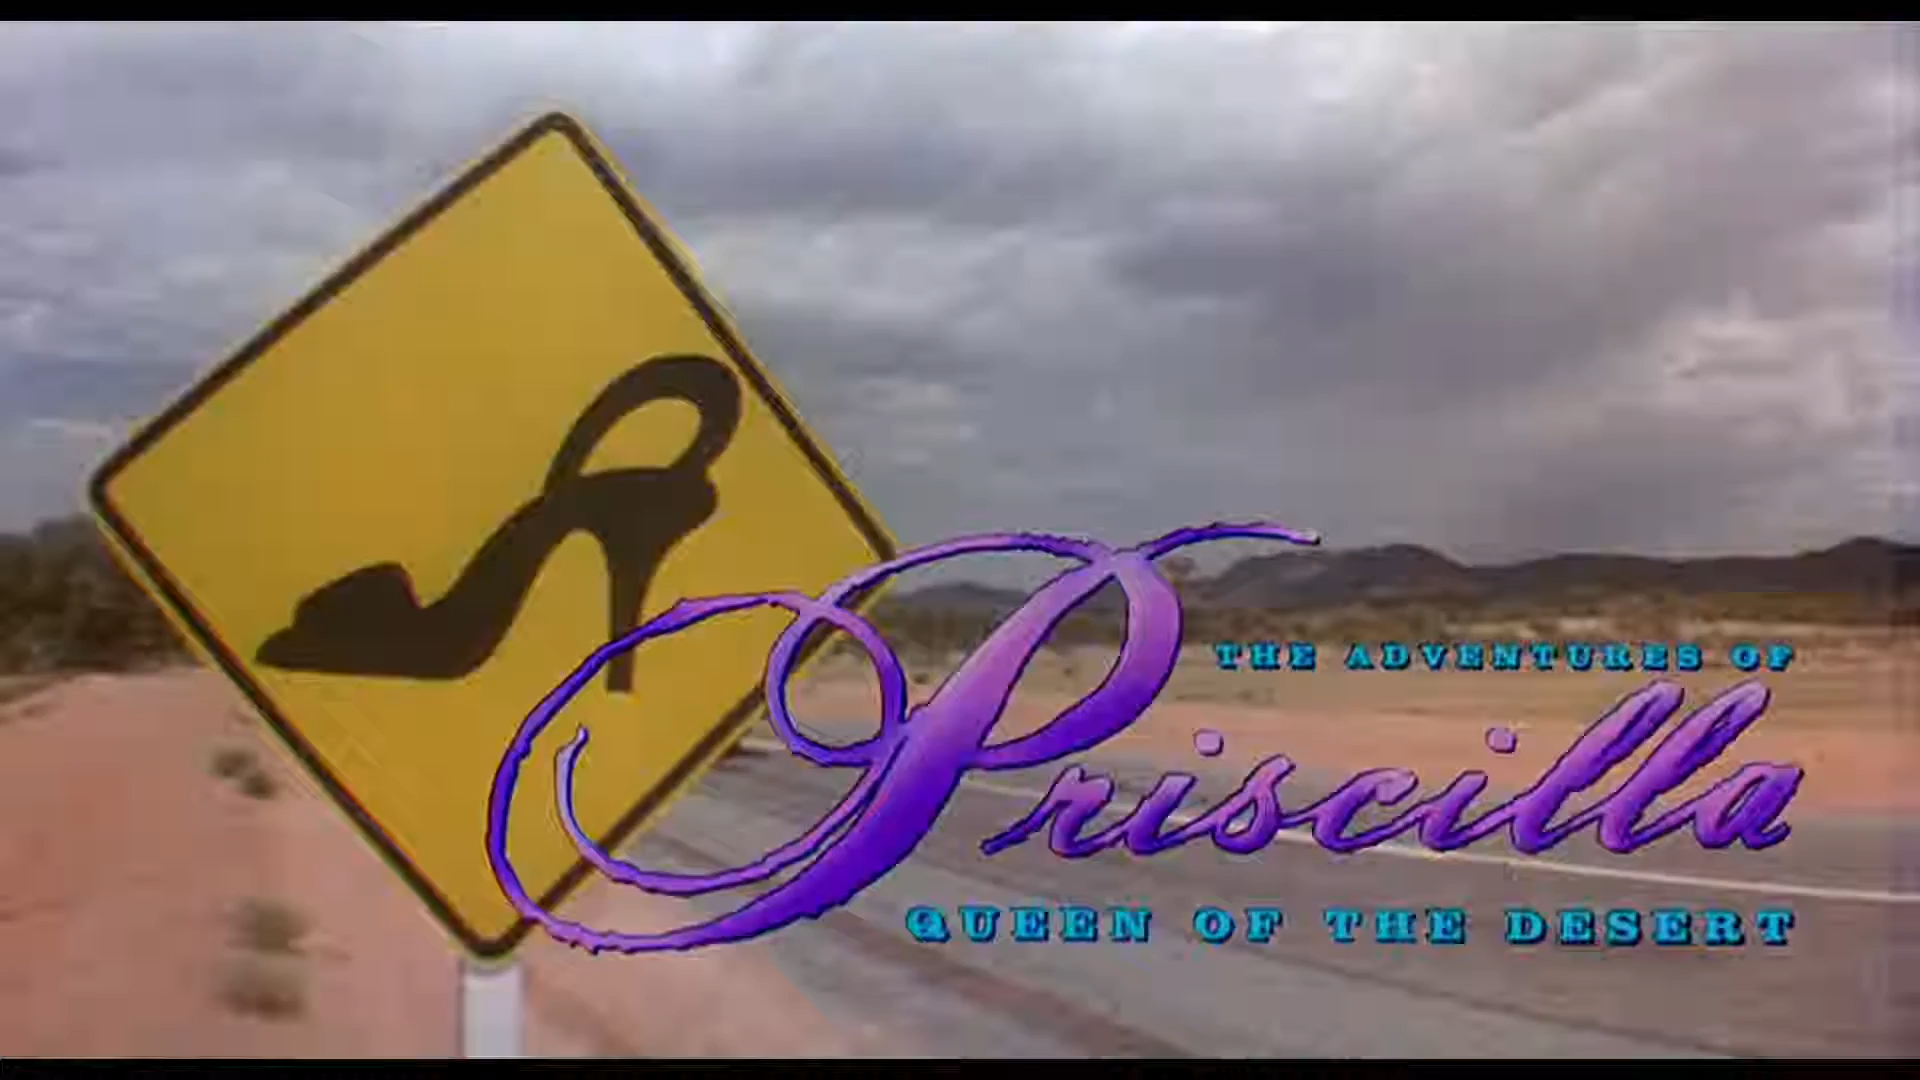 THE ADVENTURES OF
Priscilla
QUEEN OF THE DESERT